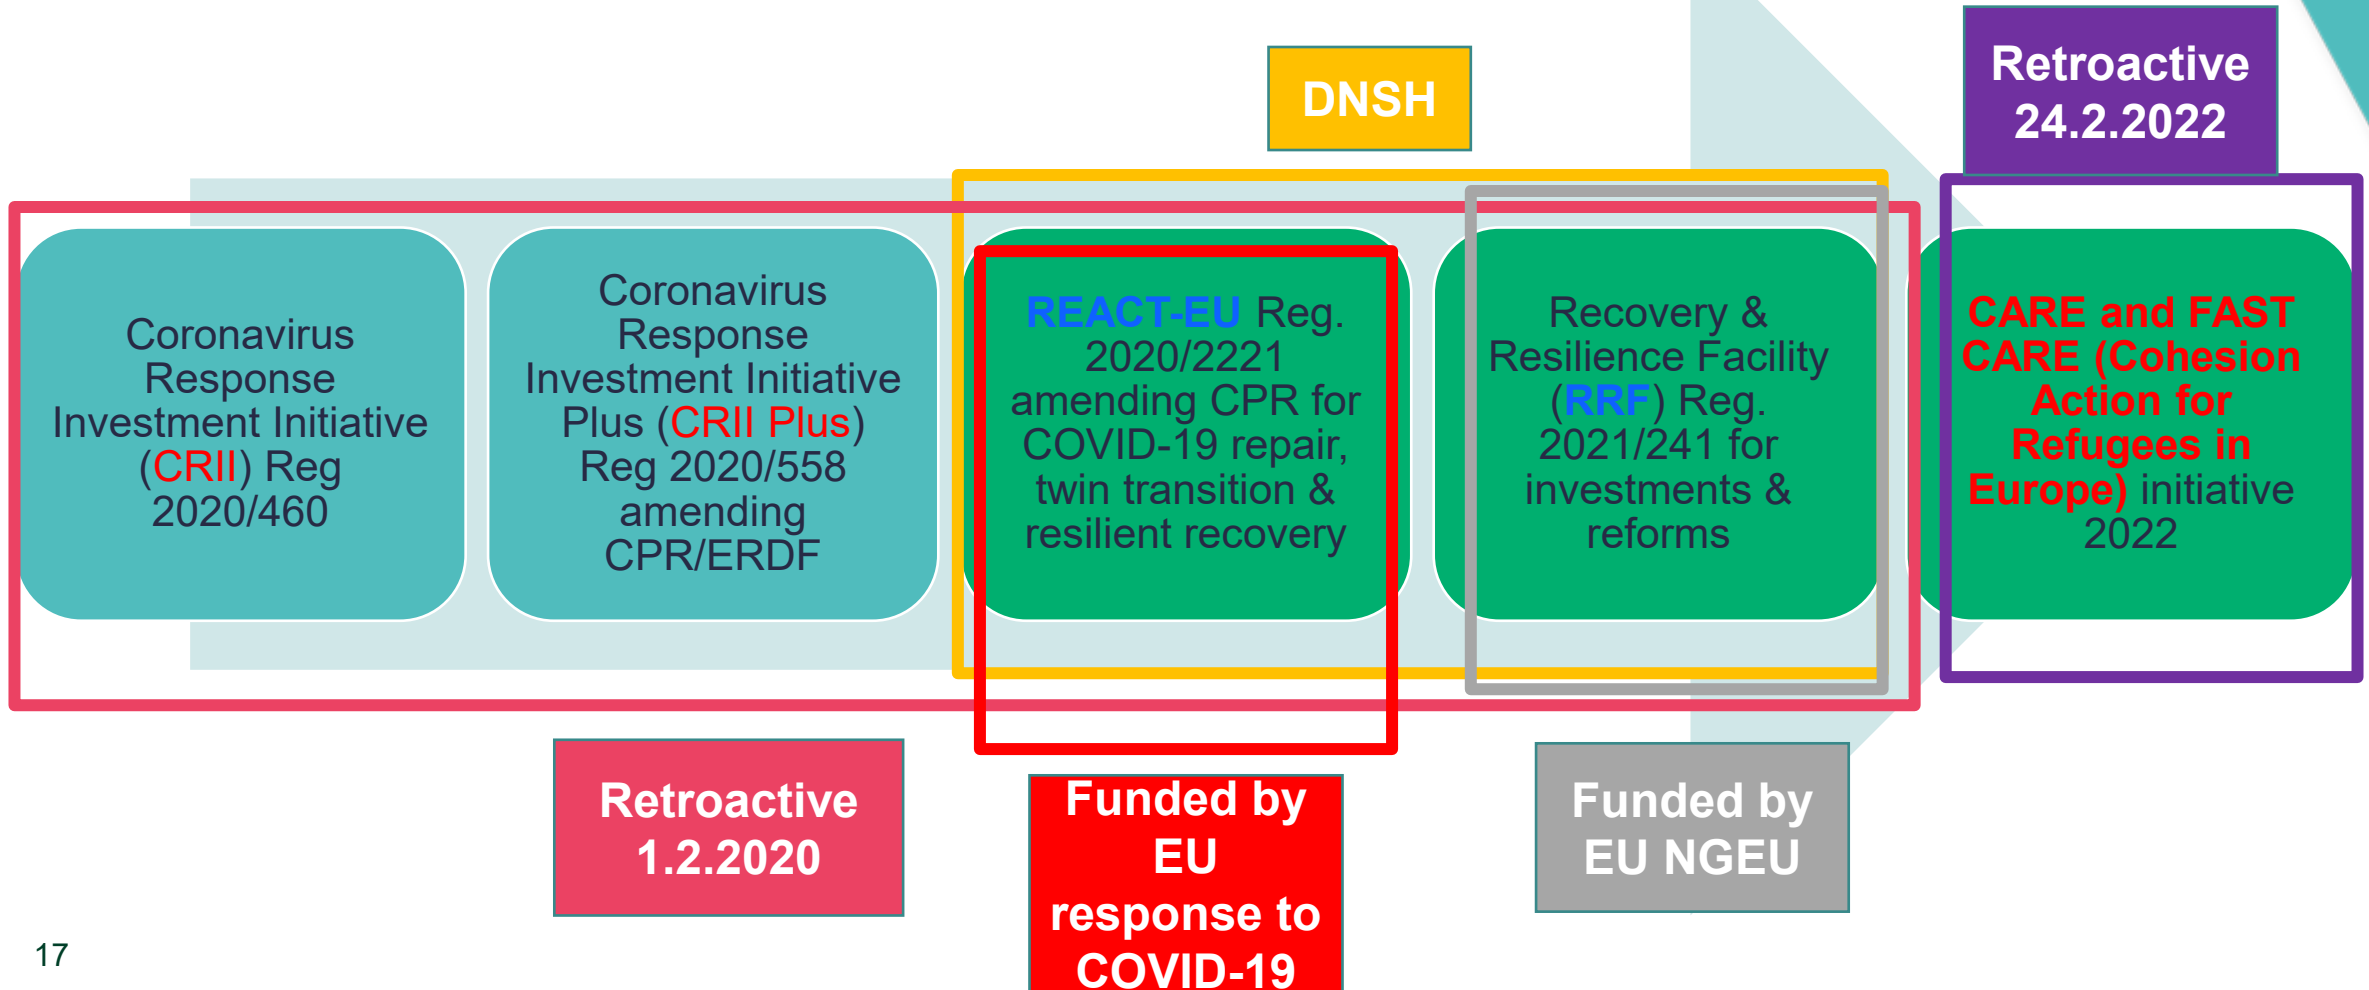 DNSH
Retroactive
24.2.2022
Coronavirus
Response
Investment Initiative
(CRII) Reg
2020/460
Coronavirus
Response
Investment Initiative
Plus (CRII Plus)
Reg 2020/558
amending
CPR/ERDF
REACT-EU Reg.
2020/2221
amending CPR for
COVID-19 repair,
twin transition &
resilient recovery
Recovery &
Resilience Facility
(RRF) Reg.
2021/241 for
investments &
reforms
CARE and FAST
CARE (Cohesion
Action for
Refugees in
Europe) initiative
2022
Retroactive
1.2.2020
Funded by
EU
response to
COVID-19
Funded by
EU NGEU
17